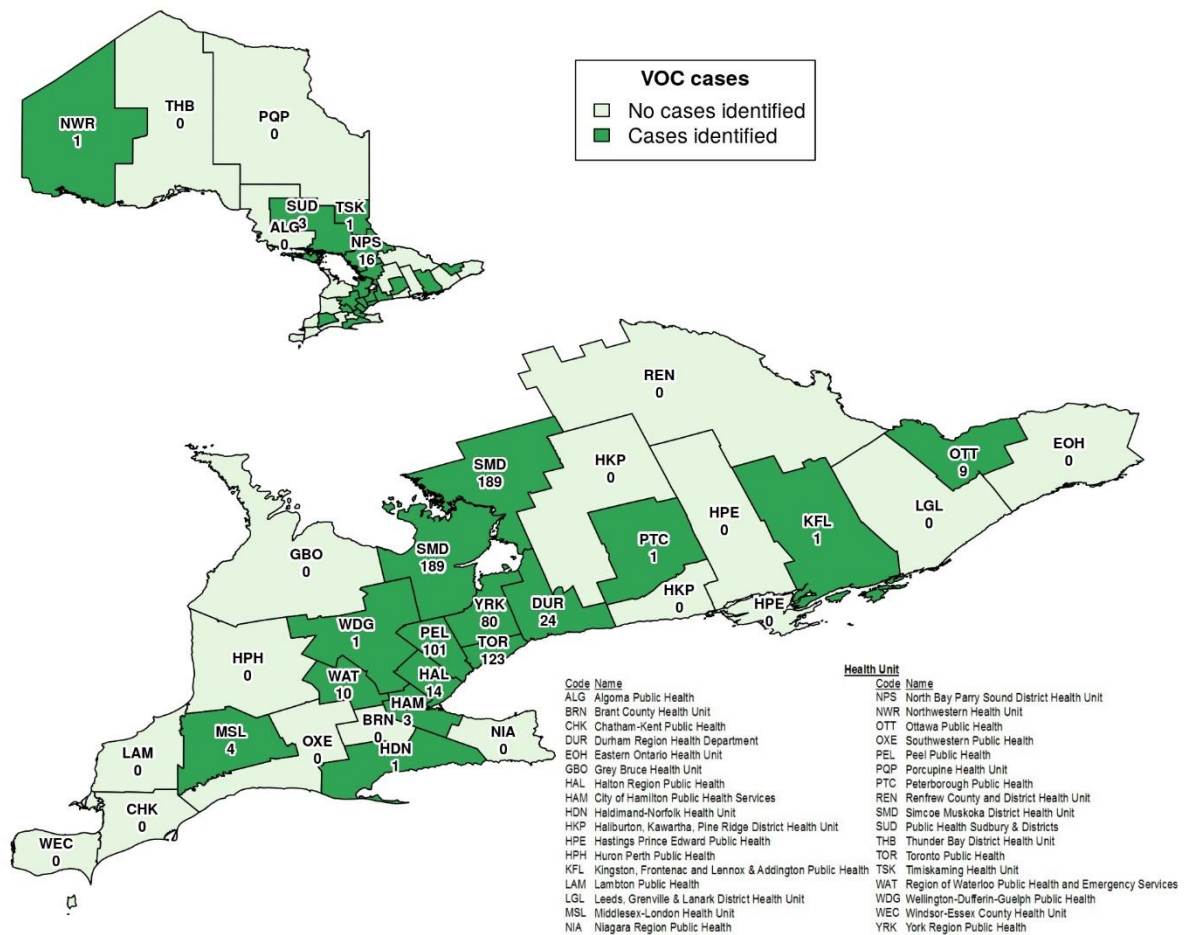 VOC cases
No cases identified
Cases identified
NWR
1
THB
0
PQP
0
SUD
3
TSK
1
ALG
0
NPS
16
REN
0
SMD
189
HKP
0
OTT
9
EOH
0
HPE
0
KFL
1
LGL
0
GBO
0
SMD
189
PTC
1
HKP
0
HPE
0
YRK
80
DUR
24
WDG
1
PEL
101
TOR
123
HPH
0
WAT
10
HAL
14
HAM
3
BRN
0
NIA
0
MSL
4
OXE
0
HDN
1
LAM
0
CHK
0
WEC
0
Health Unit
Code Name
ALG Algoma Public Health
BRN Brant County Health Unit
CHK Chatham-Kent Public Health
DUR Durham Region Health Department
EOH Eastern Ontario Health Unit
GBO Grey Bruce Health Unit
HAL Halton Region Public Health
HAM City of Hamilton Public Health Services
HDN Haldimand-Norfolk Health Unit
HKP Haliburton, Kawartha, Pine Ridge District Health Unit
HPE Hastings Prince Edward Public Health
HPH Huron Perth Public Health
KFL Kingston, Frontenac and Lennox & Addington Public Health
LAM Lambton Public Health
LGL Leeds, Grenville & Lanark District Health Unit
MSL Middlesex-London Health Unit
NIA Niagara Region Public Health
Code Name
NPS North Bay Parry Sound District Health Unit
NWR Northwestern Health Unit
OTT Ottawa Public Health
OXE Southwestern Public Health
PEL Peel Public Health
PQP Porcupine Health Unit
PTC Peterborough Public Health
REN Renfrew County and District Health Unit
SMD Simcoe Muskoka District Health Unit
SUD Public Health Sudbury & Districts
THB Thunder Bay District Health Unit
TOR Toronto Public Health
TSK Timiskaming Health Unit
WAT Region of Waterloo Public Health and Emergency Services
WDG Wellington-Dufferin-Guelph Public Health
WEC Windsor-Essex County Health Unit
YRK York Region Public Health